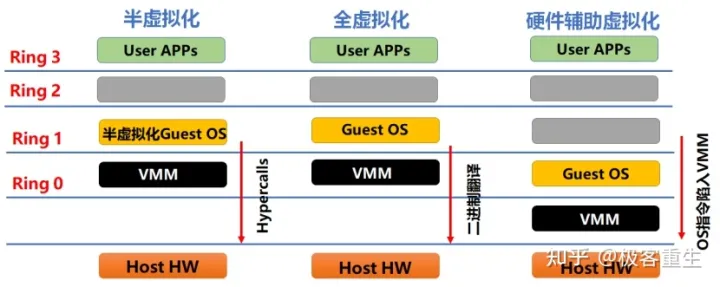 半虚拟化 全虚拟化 硬件辅助虚拟化
Ring 3 User APPs User APPs User APPs
Ring 2
Ring 1 半虚拟化Guest OS Guest OS
Ring 0 VMM VMM Guest OS
VMM
Host HW Host HW Host HW
Hypercalls
二进制翻译
OS指令陷入VMM
知乎 @极客重生